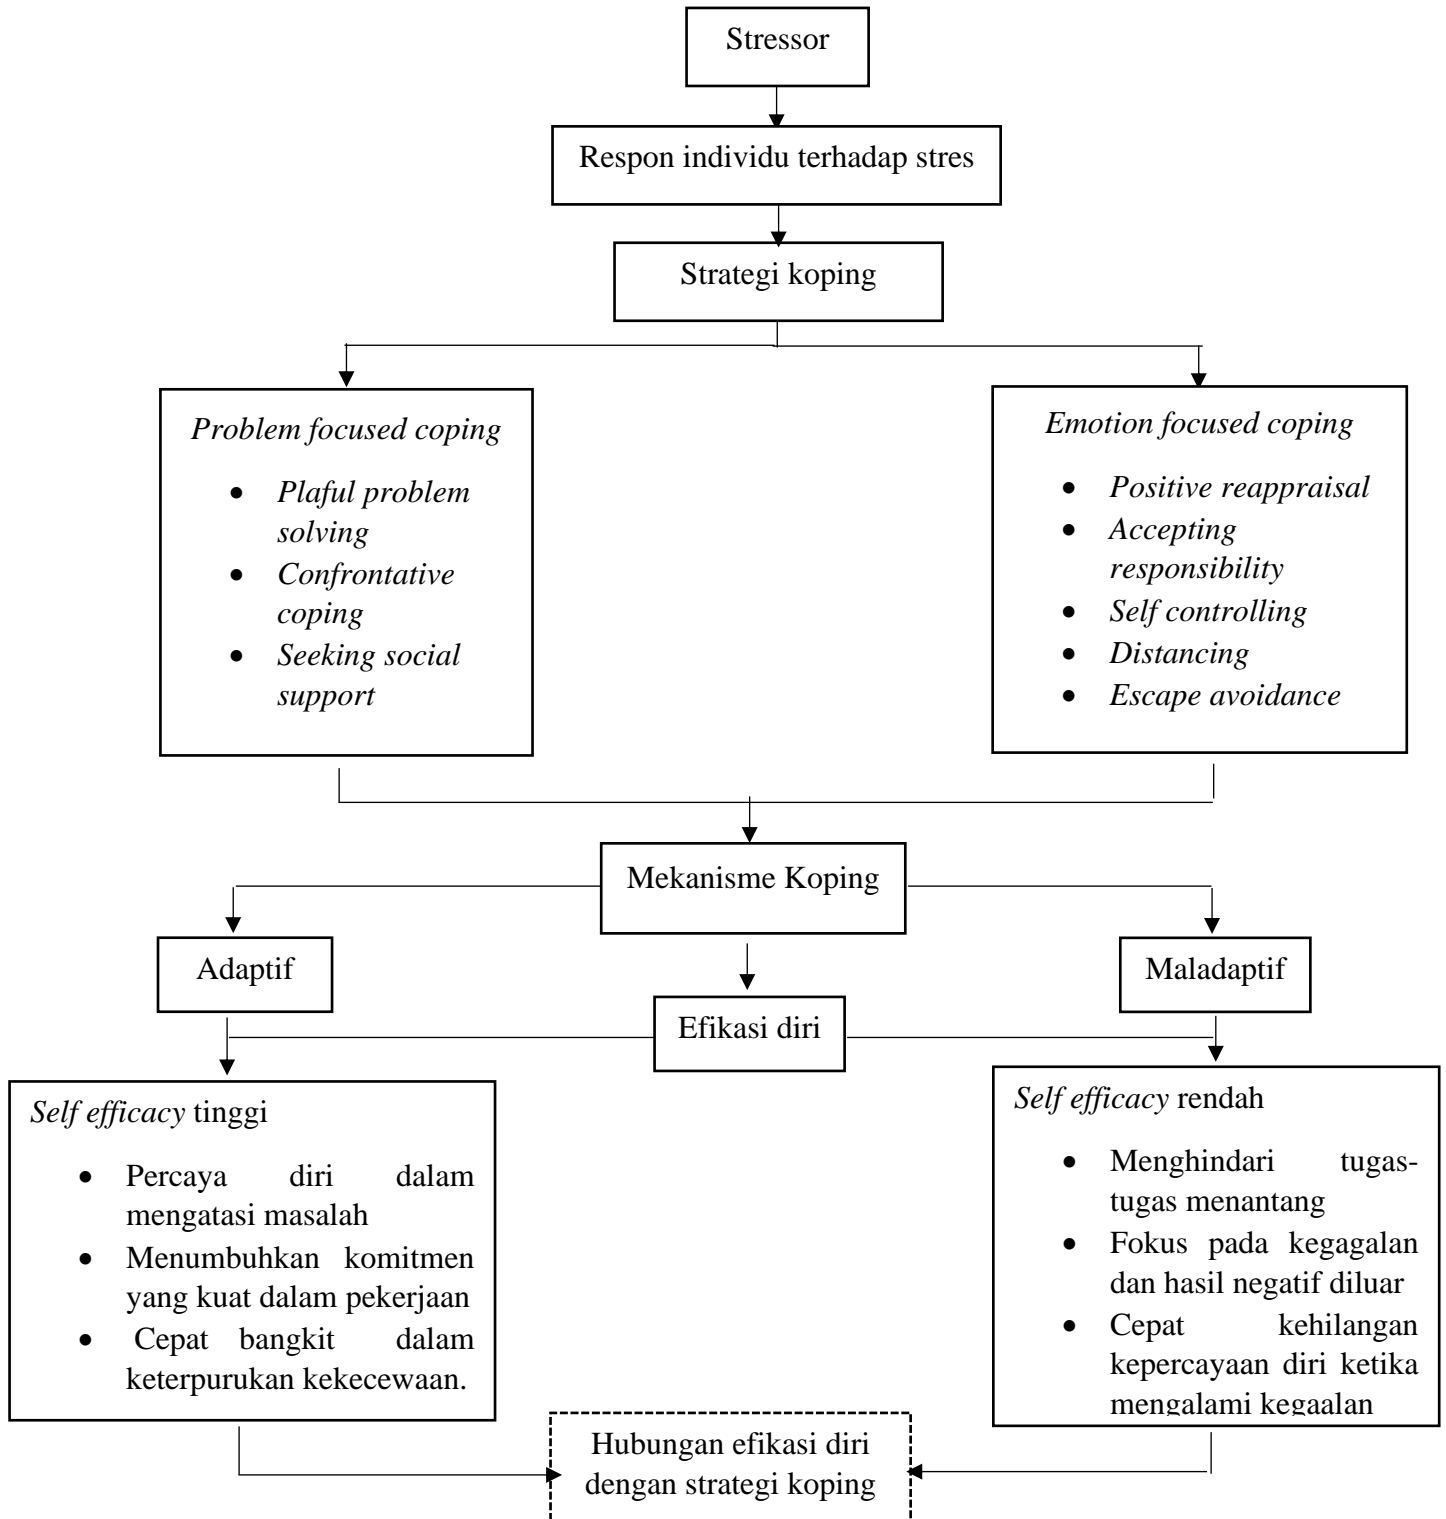 Stressor
Respon individu terhadap stres
Strategi koping
Problem focused coping
• Plaful problem
solving
• Confrontative
coping
• Seeking social
support
Emotion focused coping
• Positive reappraisal
• Accepting
responsibility
• Self controlling
• Distancing
• Escape avoidance
Mekanisme Koping
Adaptif
Maladaptif
Efikasi diri
Self efficacy tinggi
• Percaya diri dalam
mengatasi masalah
• Menumbuhkan komitmen
yang kuat dalam pekerjaan
• Cepat bangkit dalam
keterpurukan kekecewaan.
Self efficacy rendah
• Menghindari tugas-
tugas menantang
• Fokus pada kegagalan
dan hasil negatif diluar
• Cepat kehilangan
kepercayaan diri ketika
mengalami kegaalan
Hubungan efikasi diri
dengan strategi koping